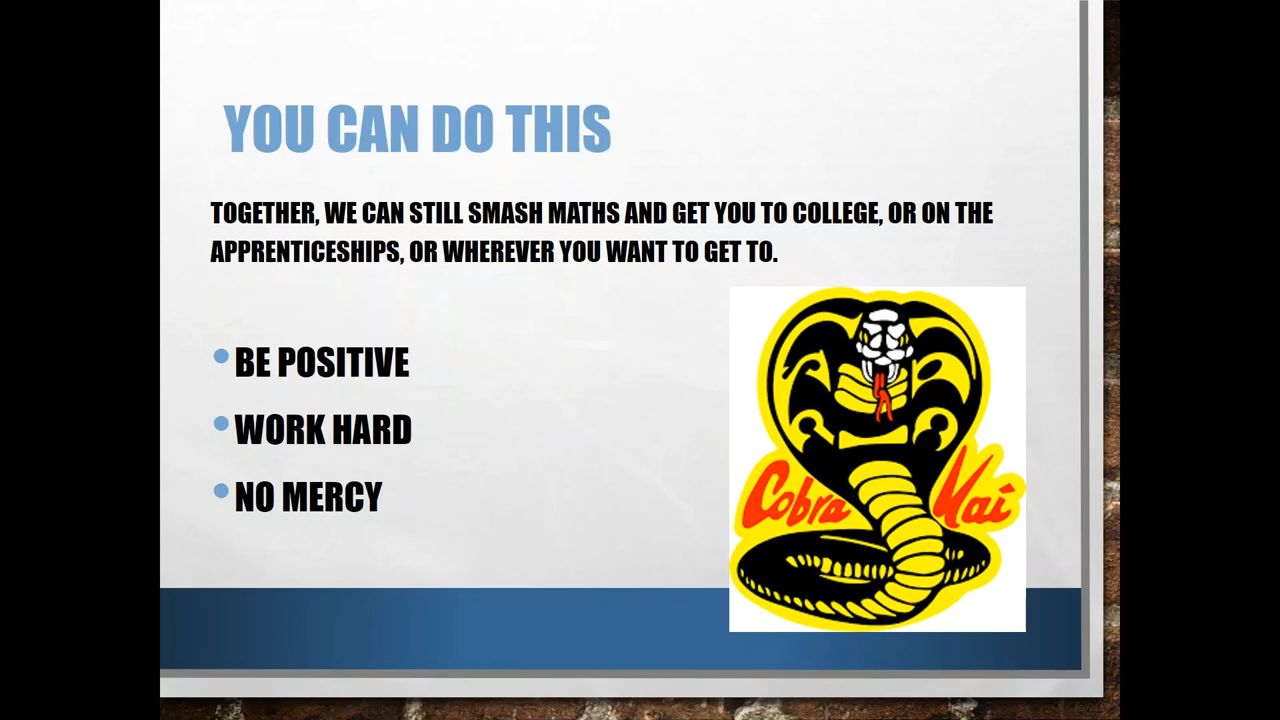 YOU CAN DO THIS
TOGETHER, WE CAN STILL SMASH MATHS AND GET YOU TO COLLEGE, OR ON THE
APPRENTICESHIPS, OR WHEREVER YOU WANT TO GET TO.
BE POSITIVE
WORK HARD
NO MERCY
Cobra Kai